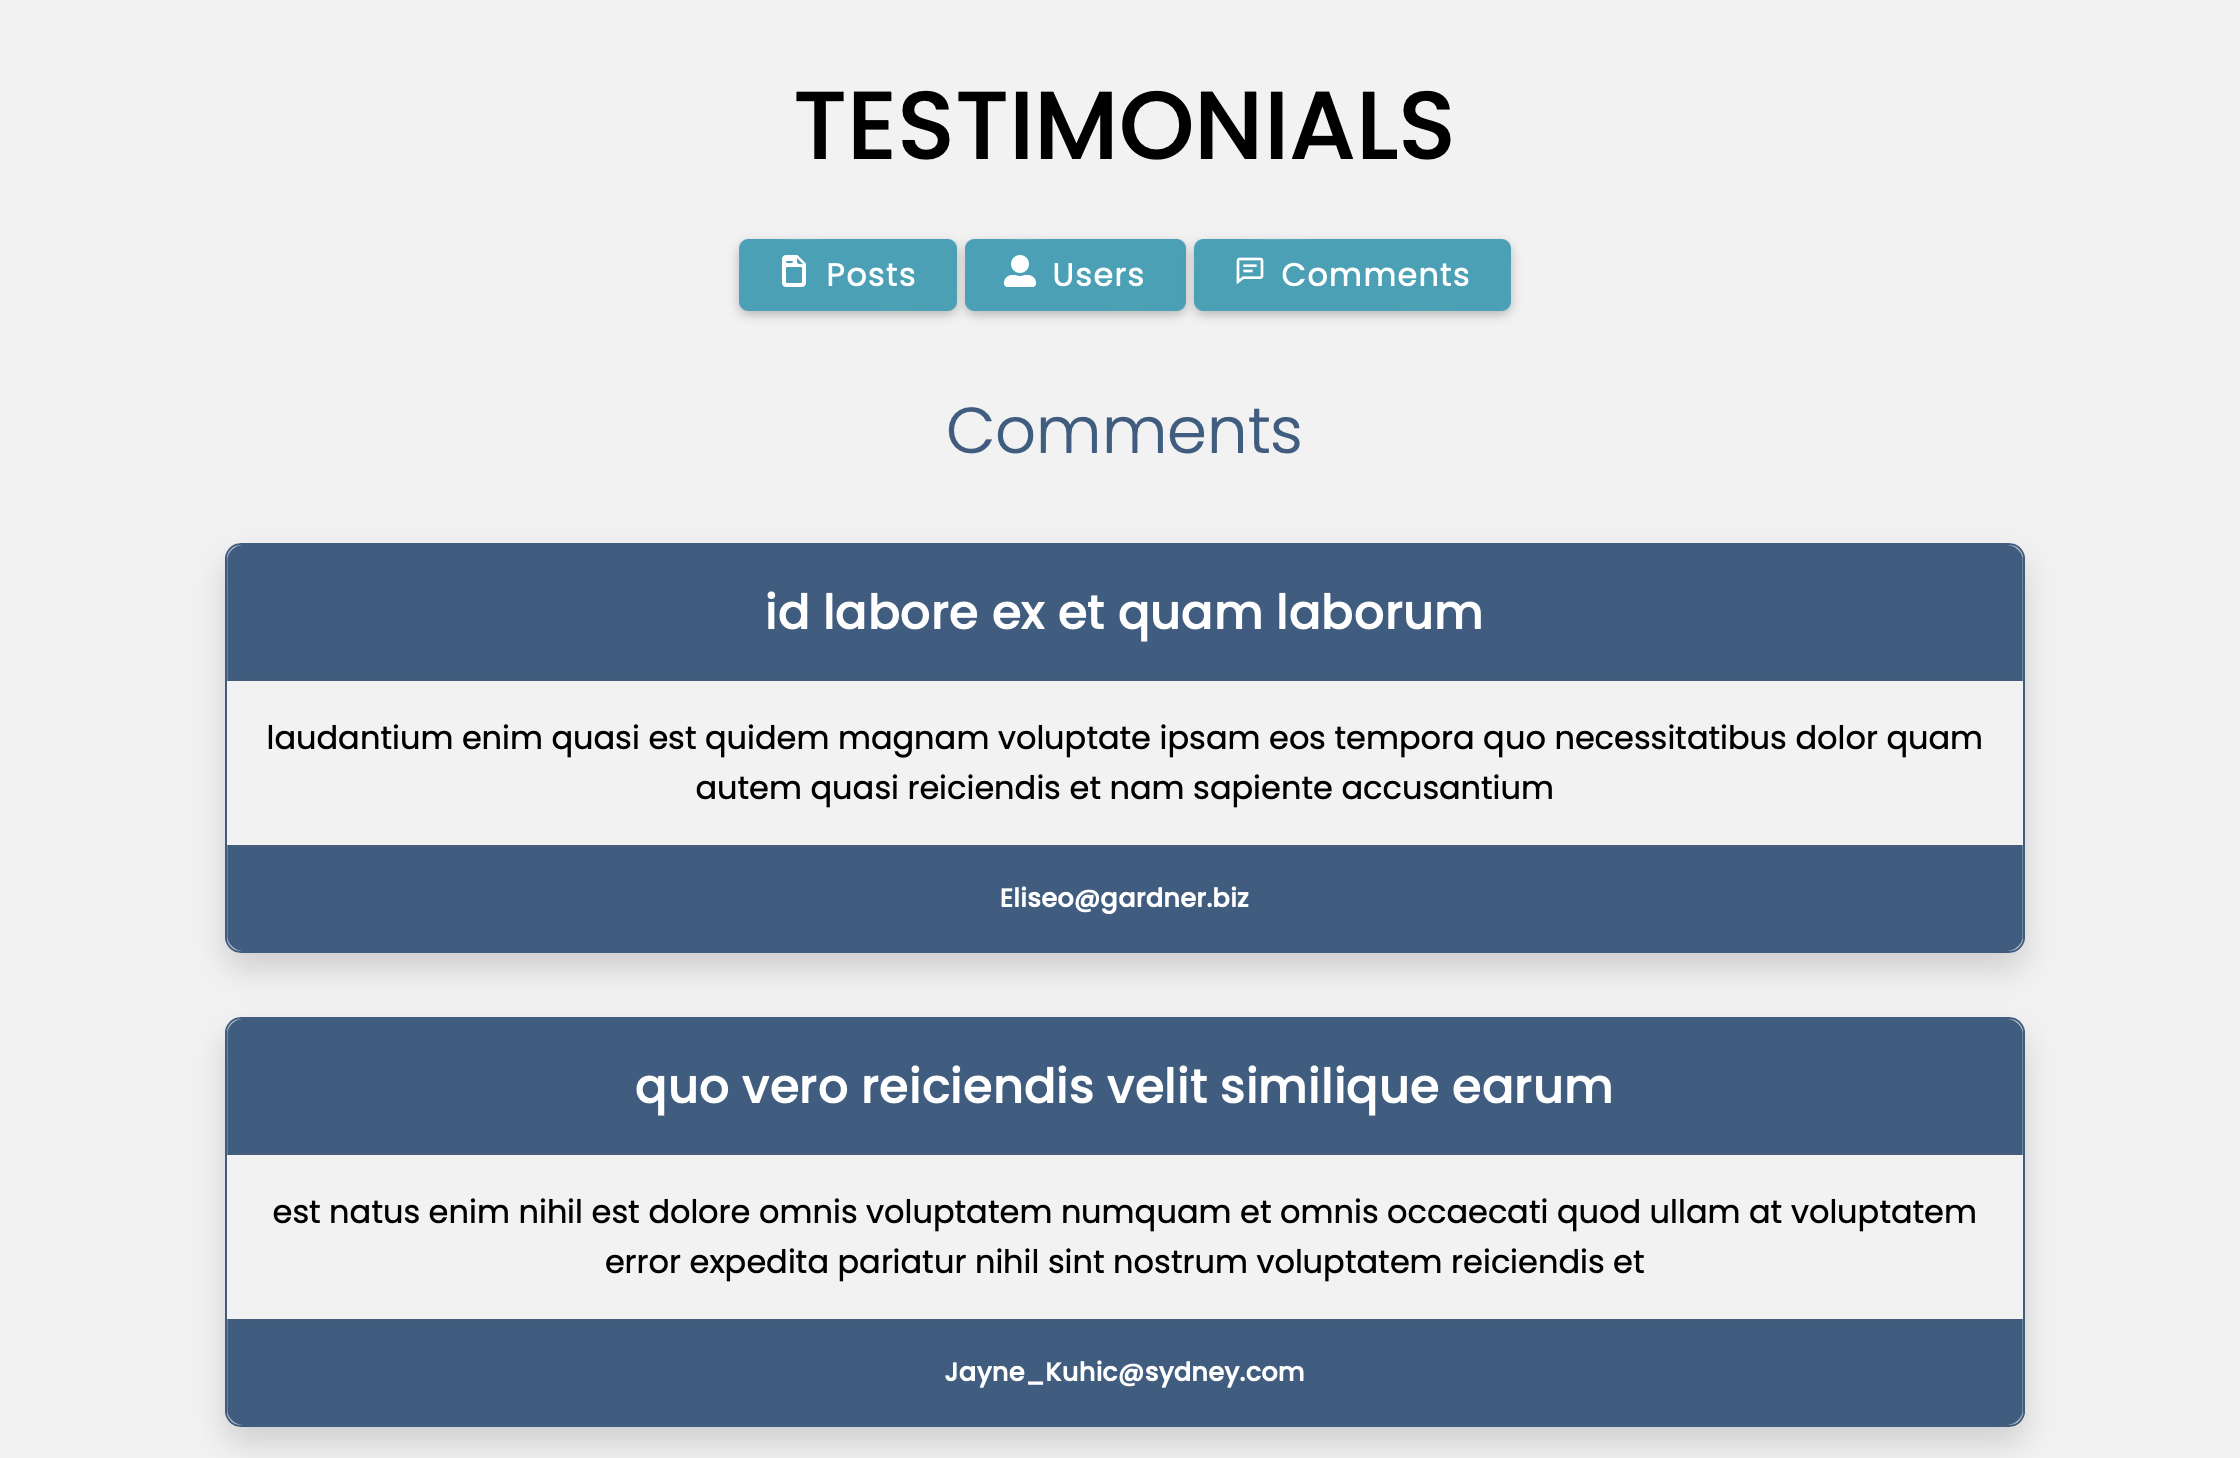 TESTIMONIALS
Posts
Users
Comments
Comments
id labore ex et quam laborum
laudantium enim quasi est quidem magnam voluptate ipsam eos tempora quo necessitatibus dolor quam
autem quasi reiciendis et nam sapiente accusantium
Eliseo@gardner.biz
quo vero reiciendis velit similique earum
est natus enim nihil est dolore omnis voluptatem numquam et omnis occaecati quod ullam at voluptatem
error expedita pariatur nihil sint nostrum voluptatem reiciendis et
Jayne_Kuhic@sydney.com